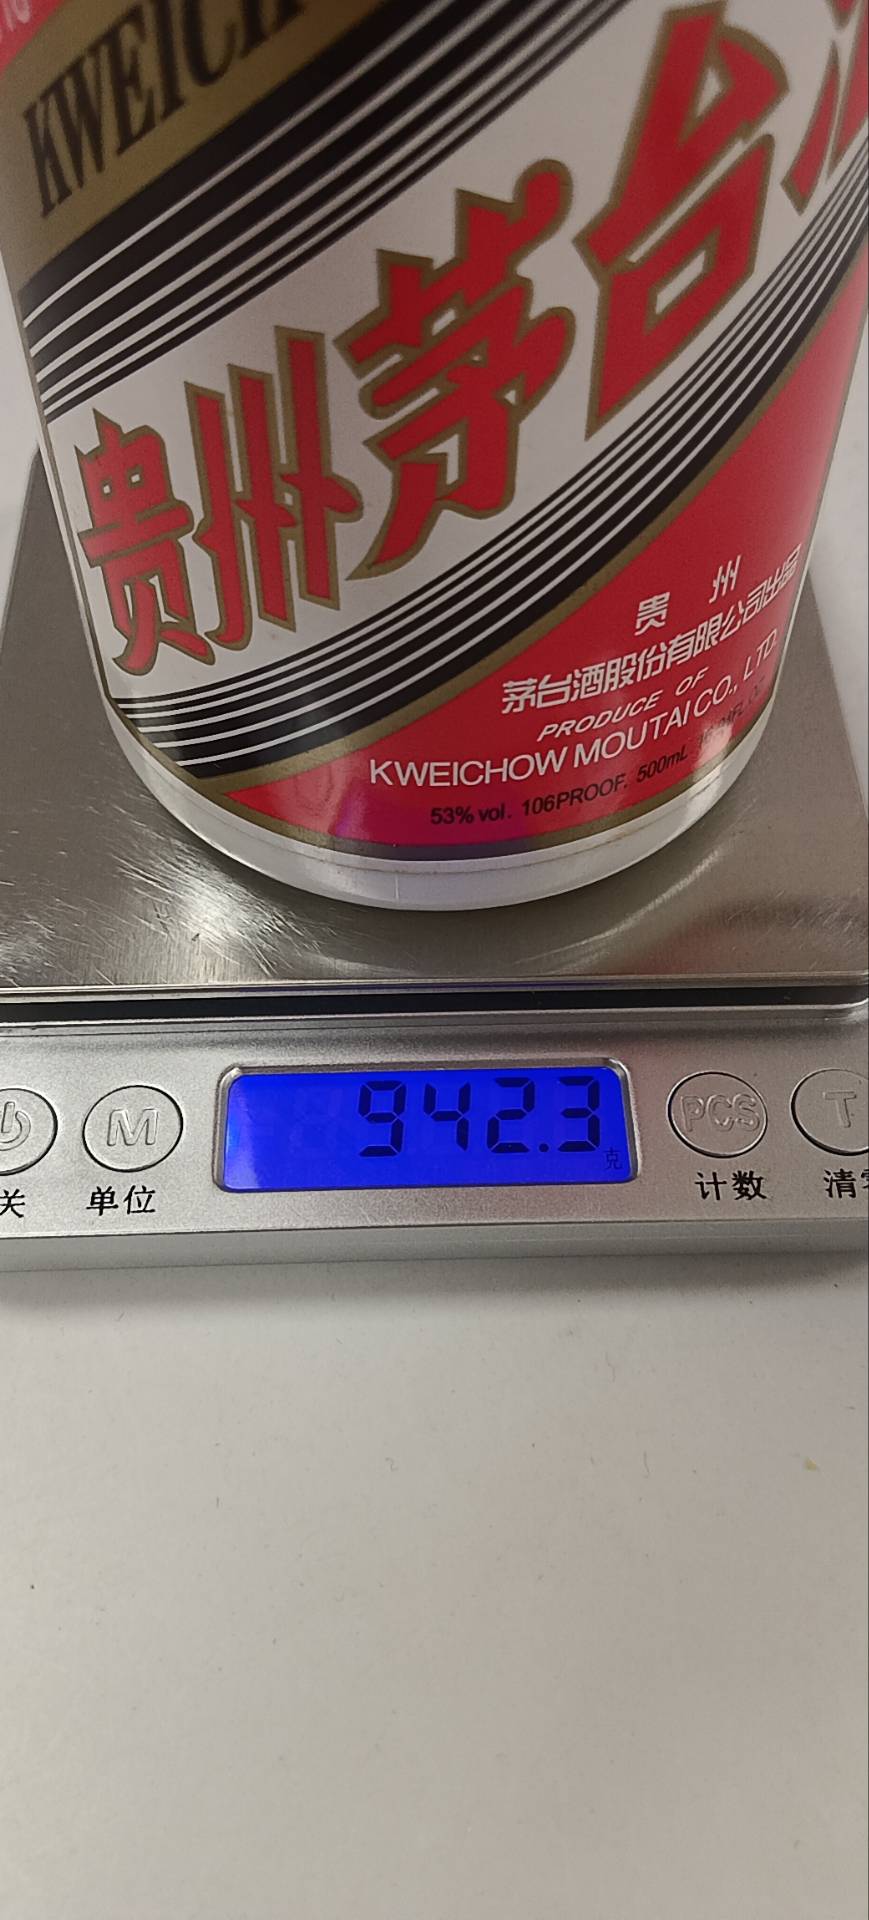 KWEICH
贵州茅台酒
贵 州
茅台酒股份有限公司出品
PRODUCE OF
KWEICHOW MOUTAI CO., LTD.
53% vol. 106PROOF. 500mL
942.3
克
M
PCS
T
关
单位
计数
清零